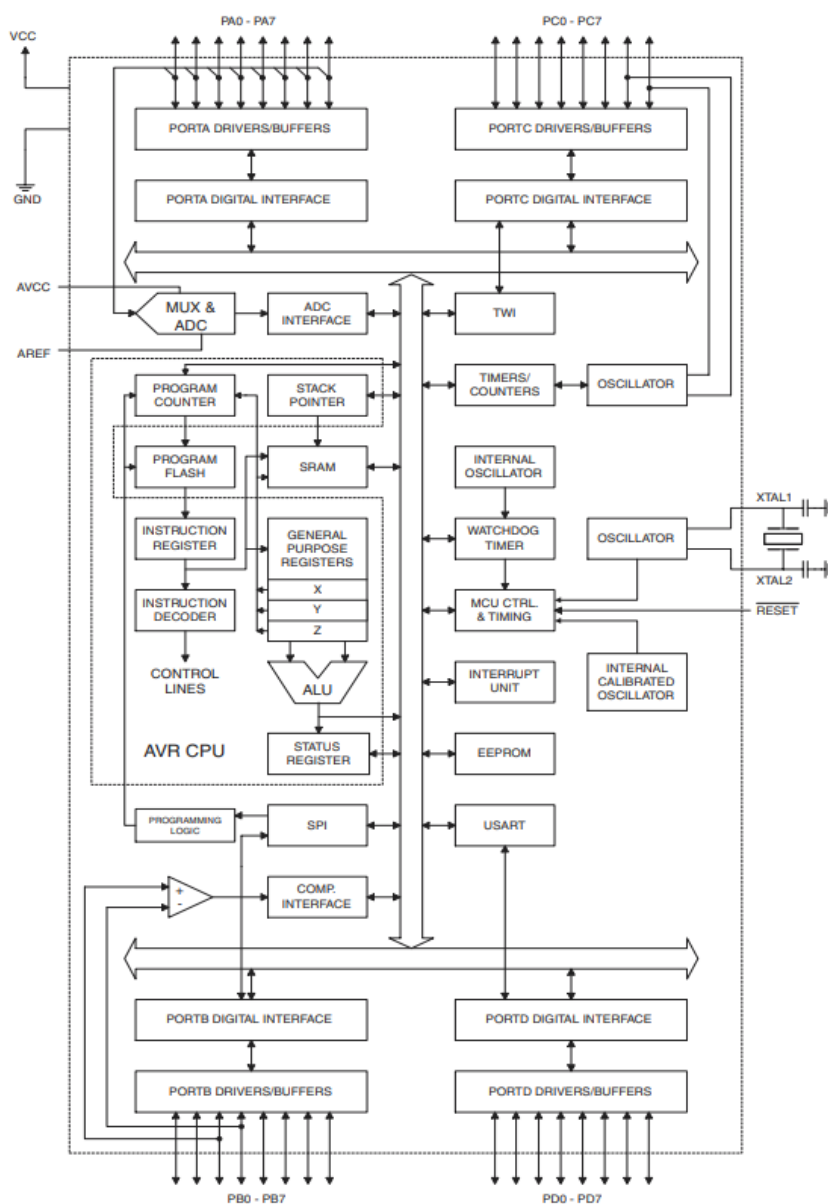 PA0 - PA7
PC0 - PC7
VCC
PORTA DRIVERS/BUFFERS
PORTC DRIVERS/BUFFERS
GND
PORTA DIGITAL INTERFACE
PORTC DIGITAL INTERFACE
AVCC
MUX &
ADC
ADC
INTERFACE
TWI
AREF
PROGRAM
COUNTER
STACK
POINTER
TIMERS/
COUNTERS
OSCILLATOR
PROGRAM
FLASH
SRAM
INTERNAL
OSCILLATOR
XTAL1
INSTRUCTION
REGISTER
GENERAL
PURPOSE
REGISTERS
WATCHDOG
TIMER
OSCILLATOR
XTAL2
X
INSTRUCTION
DECODER
Y
MCU CTRL.
& TIMING
RESET
Z
CONTROL
LINES
ALU
INTERRUPT
UNIT
INTERNAL
CALIBRATED
OSCILLATOR
AVR CPU
STATUS
REGISTER
EEPROM
PROGRAMMING
LOGIC
SPI
USART
+
-
COMP.
INTERFACE
PORTB DIGITAL INTERFACE
PORTD DIGITAL INTERFACE
PORTB DRIVERS/BUFFERS
PORTD DRIVERS/BUFFERS
PB0 - PB7
PD0 - PD7